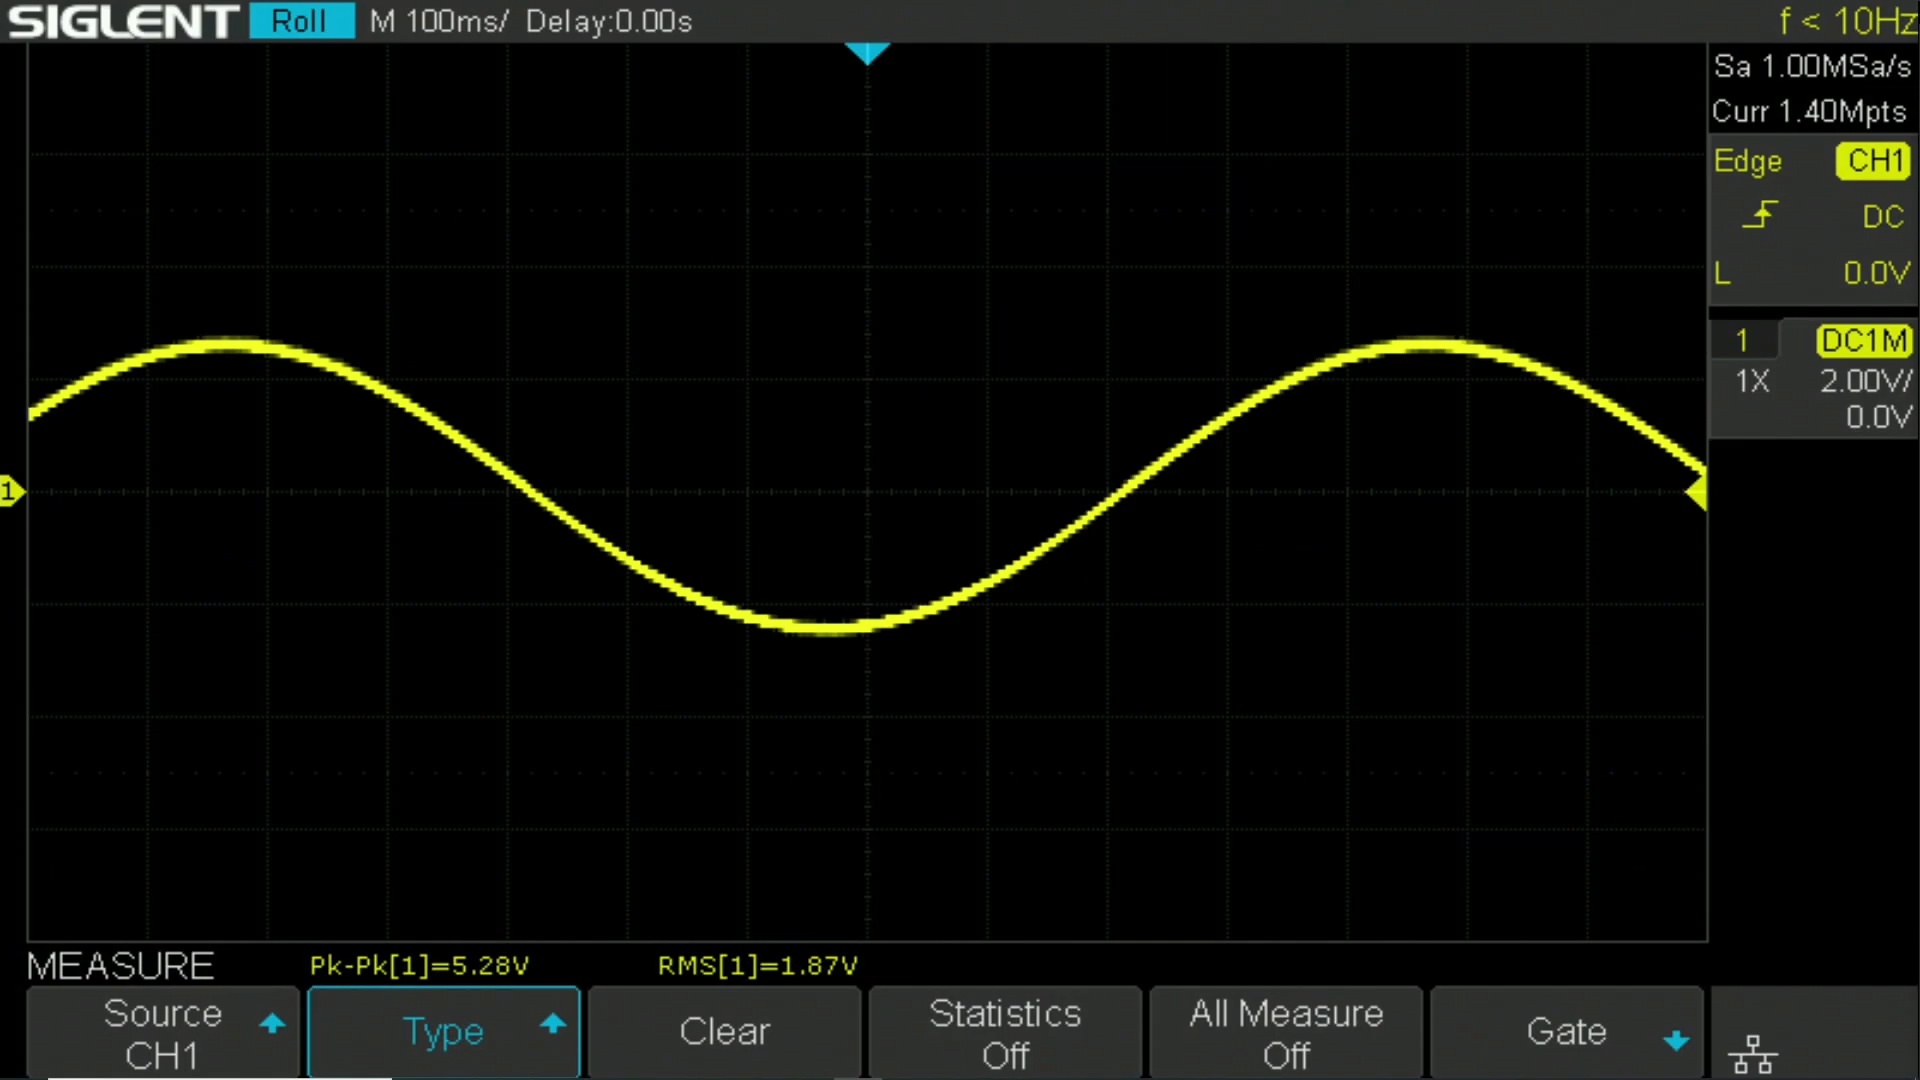 SIGLENT Roll M 100ms/ Delay:0.00s f < 10Hz
Sa 1.00MSa/s
Curr 1.40Mpts
Edge CH1
DC
L 0.0V
1 DC1M
1X 2.00V/
0.0V
1
MEASURE Pk-Pk[1]=5.28V RMS[1]=1.87V
Source
CH1
Type
Clear
Statistics
Off
All Measure
Off
Gate